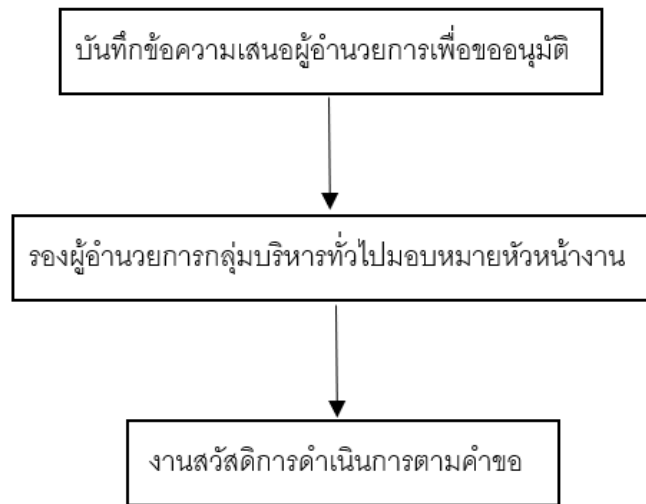 บันทึกข้อความเสนอผู้อำนวยการเพื่อขออนุมัติ
รองผู้อำนวยการกลุ่มบริหารทั่วไปมอบหมายหัวหน้างาน
งานสวัสดิการดำเนินการตามคำขอ